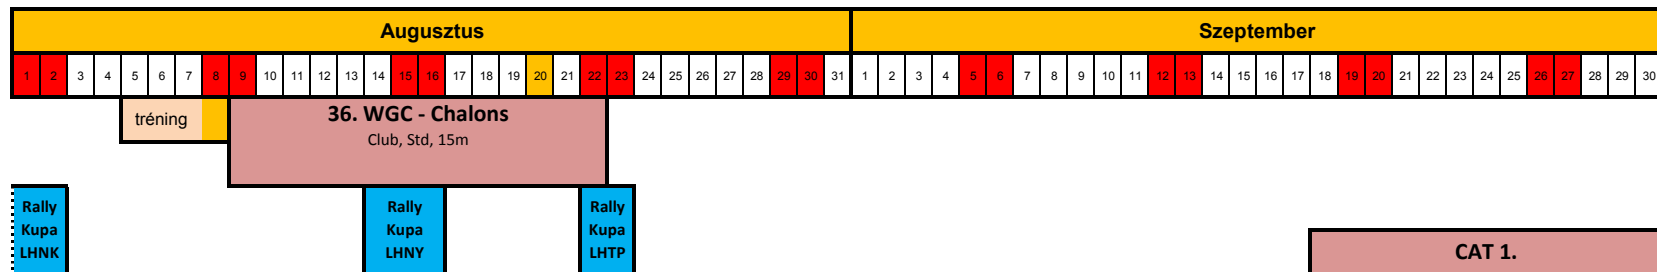 Augusztus Szeptember
1 2 3 4 5 6 7 8 9 10 11 12 13 14 15 16 17 18 19 20 21 22 23 24 25 26 27 28 29 30 31 1 2 3 4 5 6 7 8 9 10 11 12 13 14 15 16 17 18 19 20 21 22 23 24 25 26 27 28 29 30
tréning 36. WGC - Chalons
Club, Std, 15m
Rally Rally Rally
Kupa Kupa Kupa
LHNK LHNY LHTP
CAT 1.